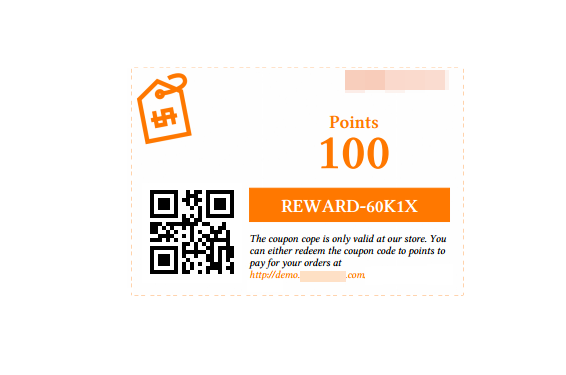 Points
100
REWARD-60K1X
The coupon cope is only valid at our store. You
can either redeem the coupon code to points to
pay for your orders at
http://demo. .com